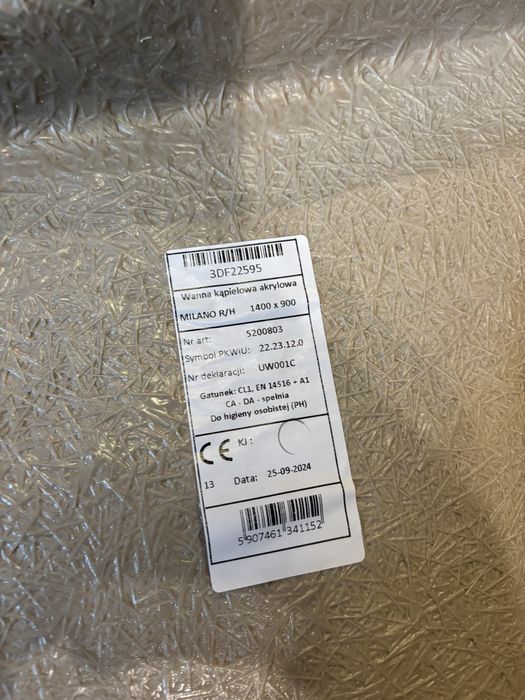 3DF22595
Wanna kąpielowa akrylowa
MILANO R/H 1400 x 900
Nr art: 5200803
Symbol PKWiU: 22.23.12.0
Nr deklaracji: UW001C
Gatunek: CL1, EN 14516 + A1
CA - DA - spełnia
Do higieny osobistej (PH)
CE KJ :
13 Data: 25-09-2024
5 907461 341152